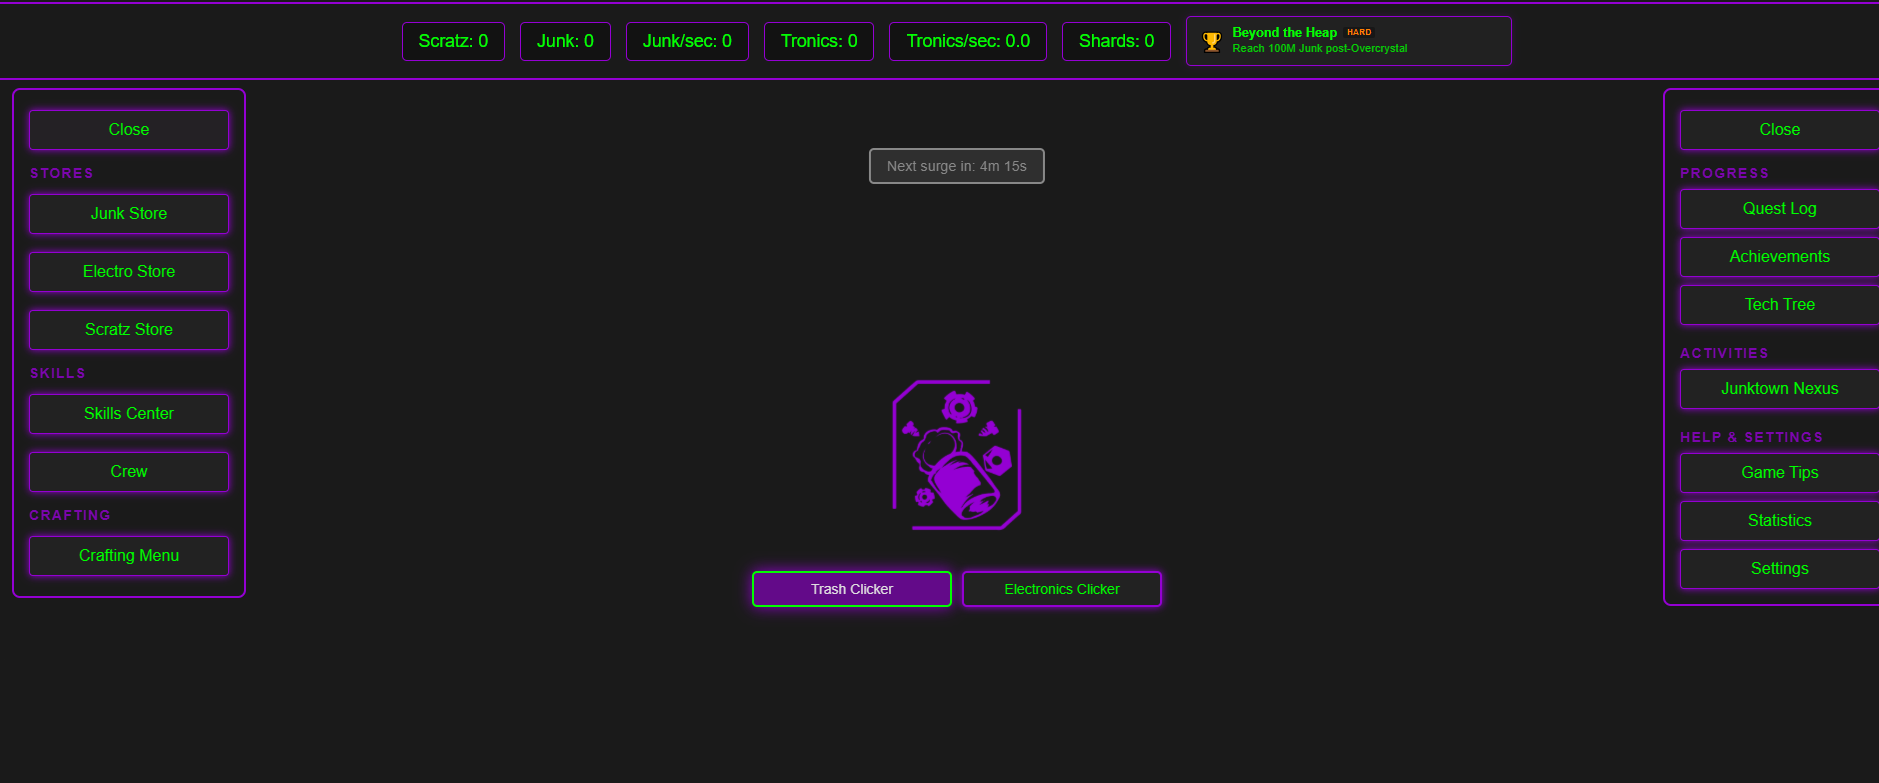 Scratz: 0
Junk: 0
Junk/sec: 0
Tronics: 0
Tronics/sec: 0.0
Shards: 0
Beyond the Heap HARD
Reach 100M Junk post-Overcrystal
Close
STORES
Junk Store
Electro Store
Scratz Store
SKILLS
Skills Center
Crew
CRAFTING
Crafting Menu
Next surge in: 4m 15s
Trash Clicker
Electronics Clicker
Close
PROGRESS
Quest Log
Achievements
Tech Tree
ACTIVITIES
Junktown Nexus
HELP & SETTINGS
Game Tips
Statistics
Settings